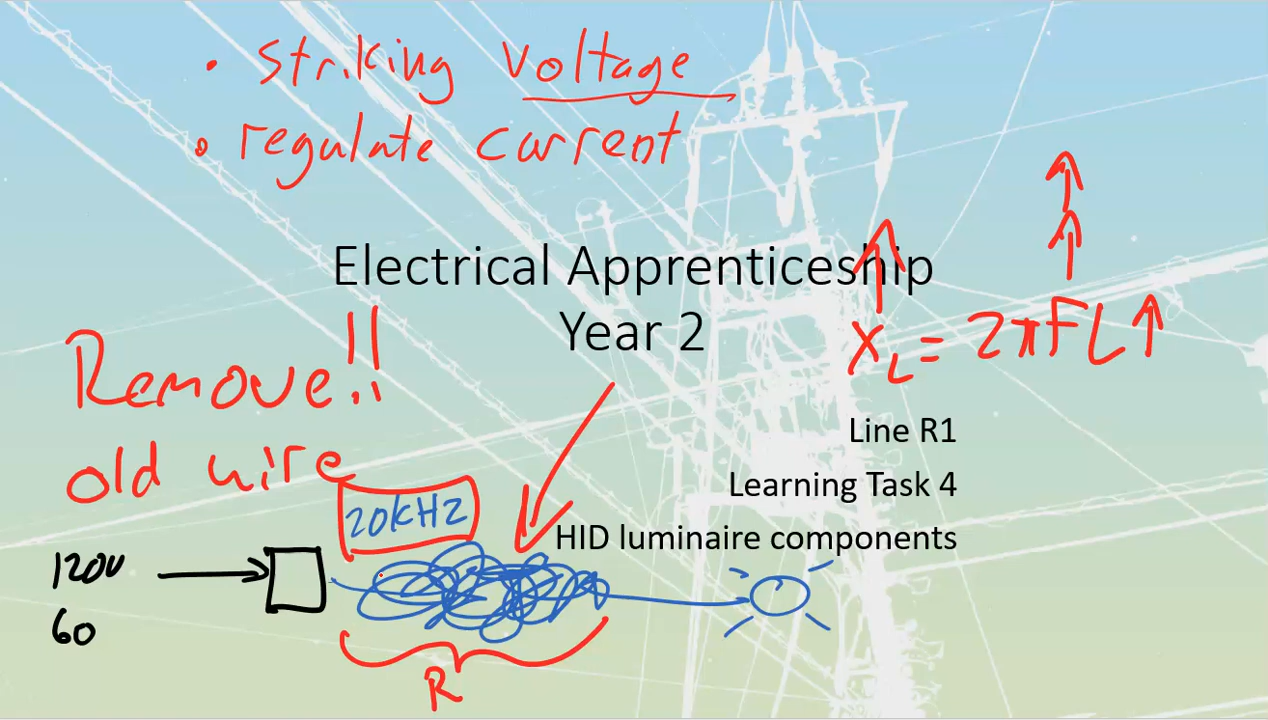 • Striking Voltage
• regulate current
Electrical Apprenticeship
Year 2
XL = 2πFL
Remove!!
old wire
Line R1
Learning Task 4
HID luminaire components
20KHZ
120V
60
R